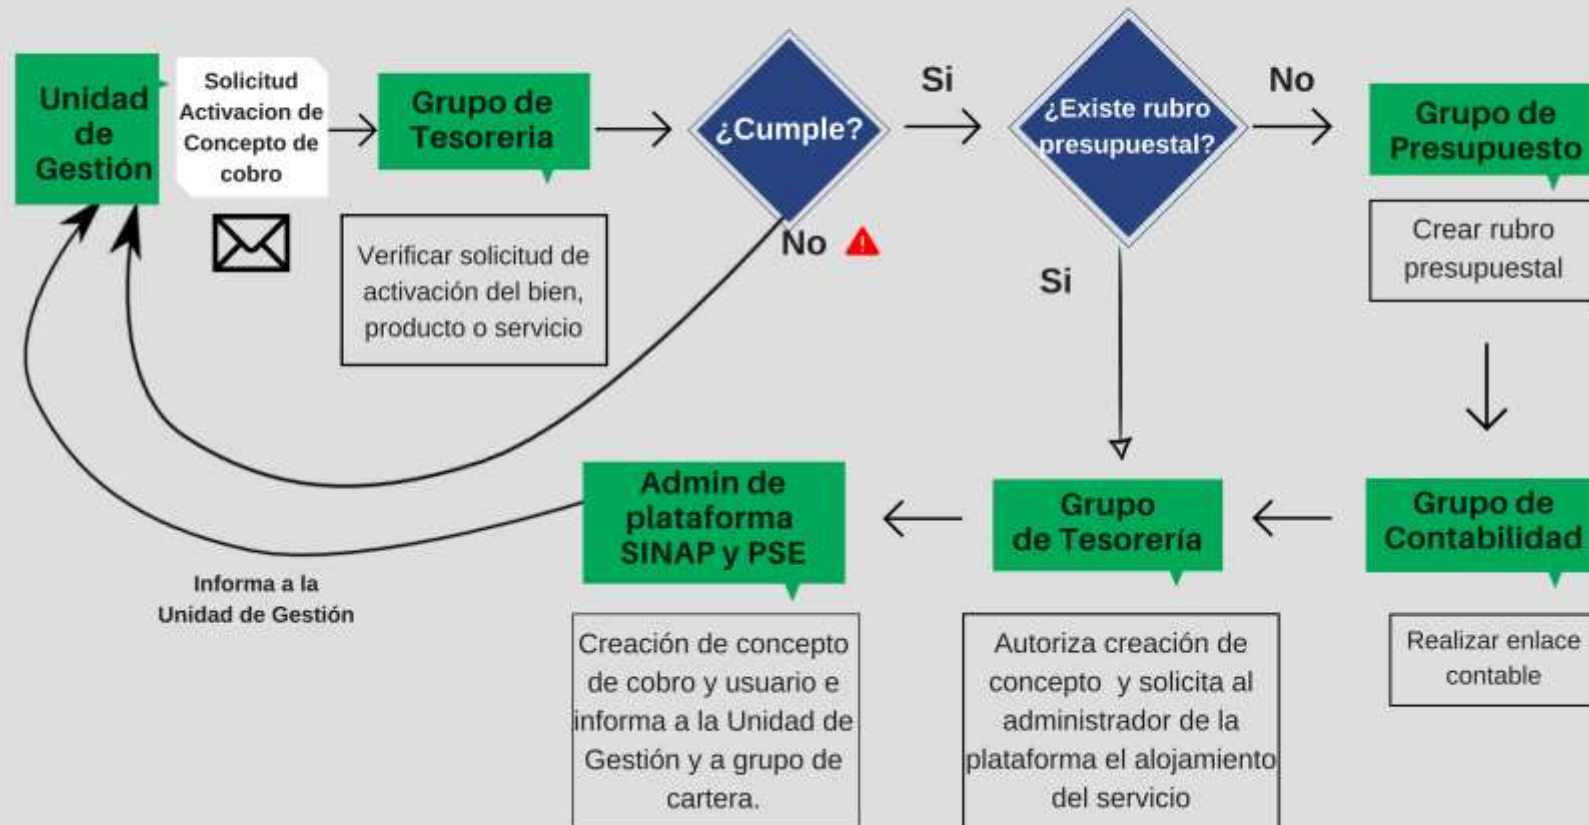 Unidad
de
Gestión
Solicitud
Activacion de
Concepto de
cobro
Grupo de
Tesoreria
Verificar solicitud de
activación del bien,
producto o servicio
¿Cumple?
No
Si
¿Existe rubro
presupuestal?
No
Si
Grupo de
Presupuesto
Crear rubro
presupuestal
Grupo de
Contabilidad
Realizar enlace
contable
Grupo
de Tesorería
Autoriza creación de
concepto y solicita al
administrador de la
plataforma el alojamiento
del servicio
Admin de
plataforma
SINAP y PSE
Creación de concepto
de cobro y usuario e
informa a la Unidad de
Gestión y a grupo de
cartera.
Informa a la
Unidad de Gestión